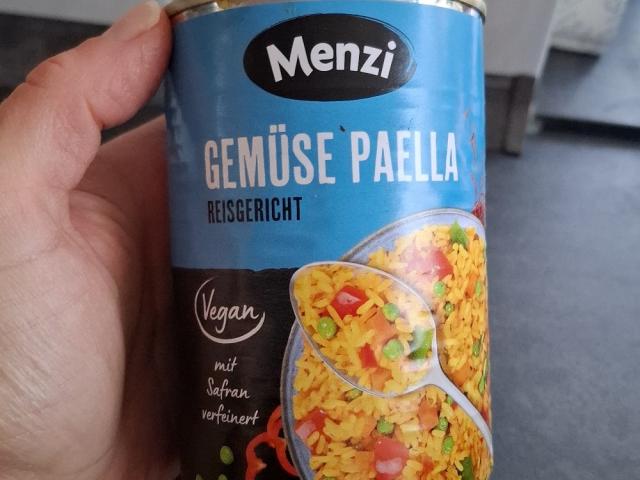 Menzi
GEMÜSE PAELLA
REISGERICHT
Vegan
mit
Safran
verfeinert